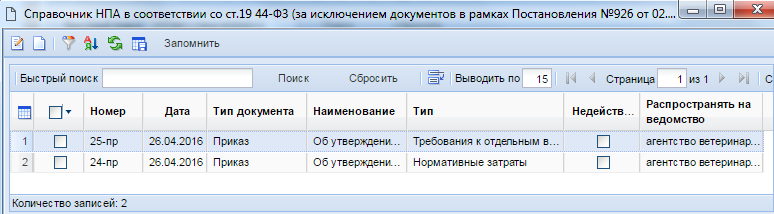 Справочник НПА в соответствии со ст.19 44-ФЗ (за исключением документов в рамках Постановления №926 от 02....
Запомнить
Быстрый поиск Поиск Сбросить Выводить по 15 Страница 1 из 1 С
Номер Дата Тип документа Наименование Тип Недейств... Распространять на ведомство
1 25-пр 26.04.2016 Приказ Об утверждени... Требования к отдельным в... агентство ветеринар...
2 24-пр 26.04.2016 Приказ Об утверждени... Нормативные затраты агентство ветеринар...
Количество записей: 2